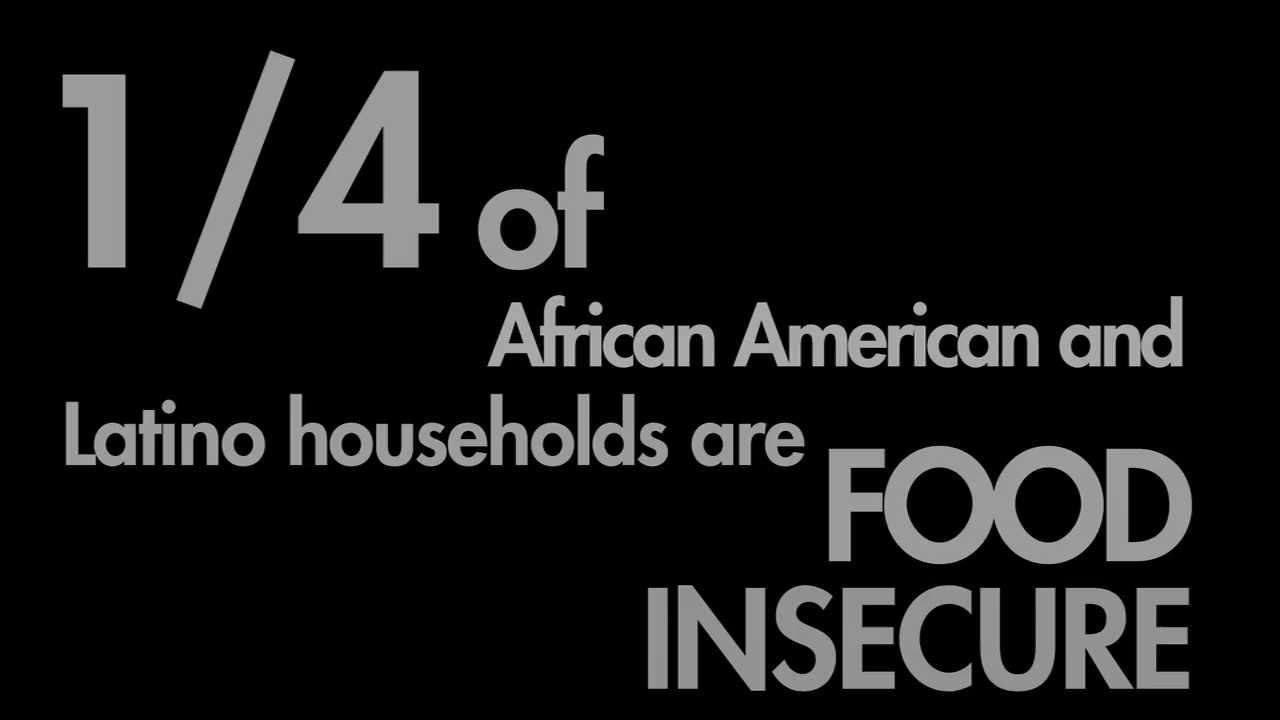 1/4 of
African American and
Latino households are
FOOD
INSECURE